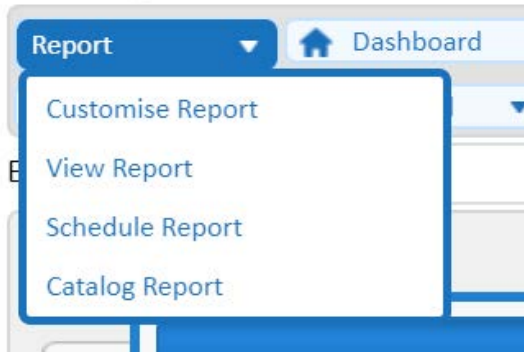 Report
Dashboard
Customise Report
View Report
Schedule Report
Catalog Report